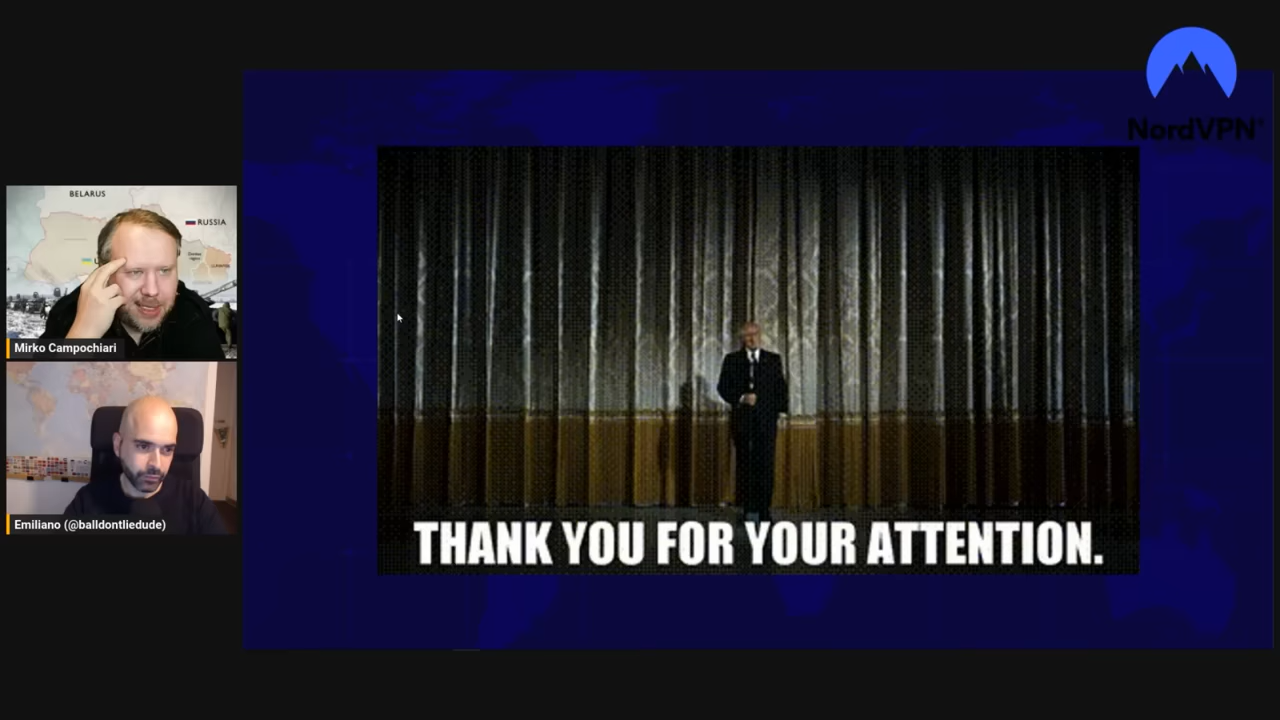 NordVPN®
BELARUS
RUSSIA
Mirko Campochiari
Emiliano (@balldontliedude)
THANK YOU FOR YOUR ATTENTION.